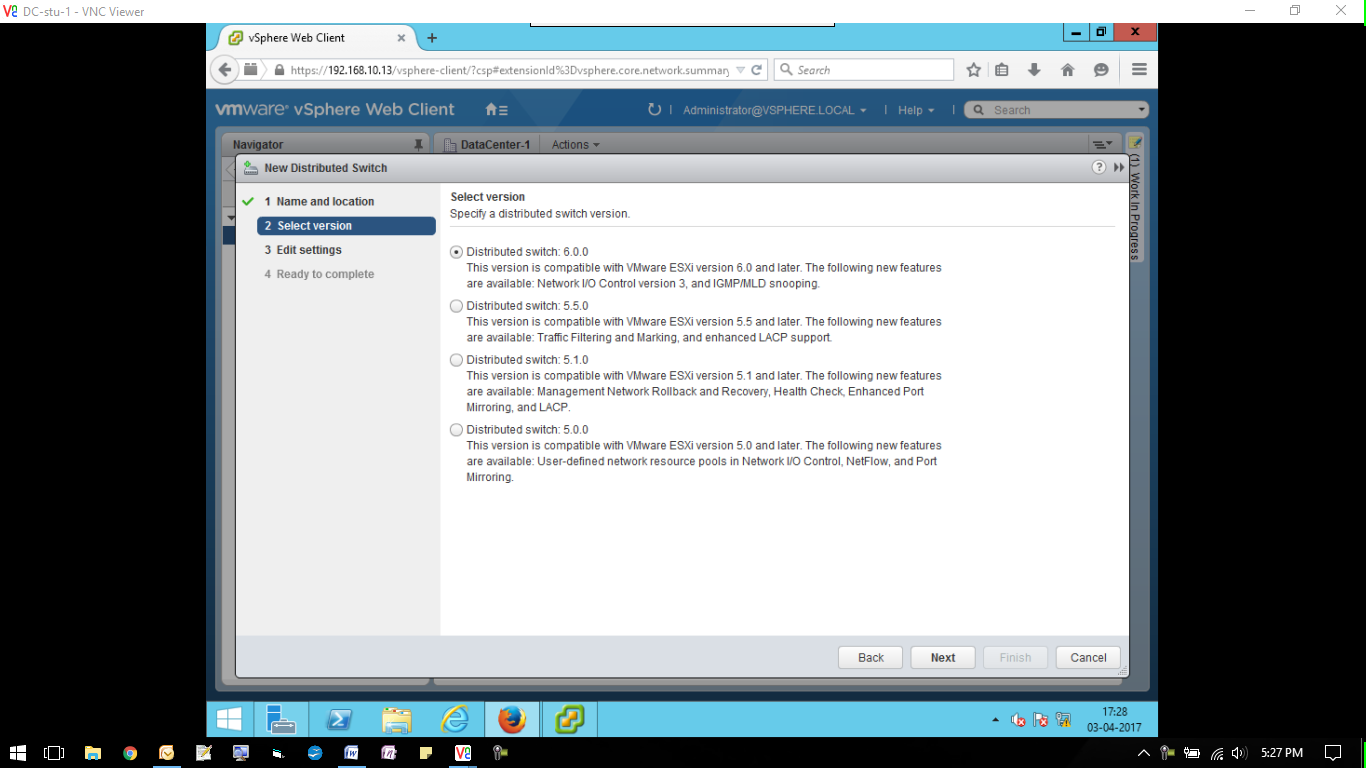 DC-stu-1 - VNC Viewer
vSphere Web Client
https://192.168.10.13/vsphere-client/?csp#extensionId%3Dvsphere.core.network.summary
Search
vmware® vSphere Web Client
Administrator@VSPHERE.LOCAL
Help
Search
Navigator
DataCenter-1
Actions
(1) Work In Progress
New Distributed Switch
1 Name and location
2 Select version
3 Edit settings
4 Ready to complete
Select version
Specify a distributed switch version.
Distributed switch: 6.0.0
This version is compatible with VMware ESXi version 6.0 and later. The following new features
are available: Network I/O Control version 3, and IGMP/MLD snooping.
Distributed switch: 5.5.0
This version is compatible with VMware ESXi version 5.5 and later. The following new features
are available: Traffic Filtering and Marking, and enhanced LACP support.
Distributed switch: 5.1.0
This version is compatible with VMware ESXi version 5.1 and later. The following new features
are available: Management Network Rollback and Recovery, Health Check, Enhanced Port
Mirroring, and LACP.
Distributed switch: 5.0.0
This version is compatible with VMware ESXi version 5.0 and later. The following new features
are available: User-defined network resource pools in Network I/O Control, NetFlow, and Port
Mirroring.
Back
Next
Finish
Cancel
17:28
03-04-2017
5:27 PM